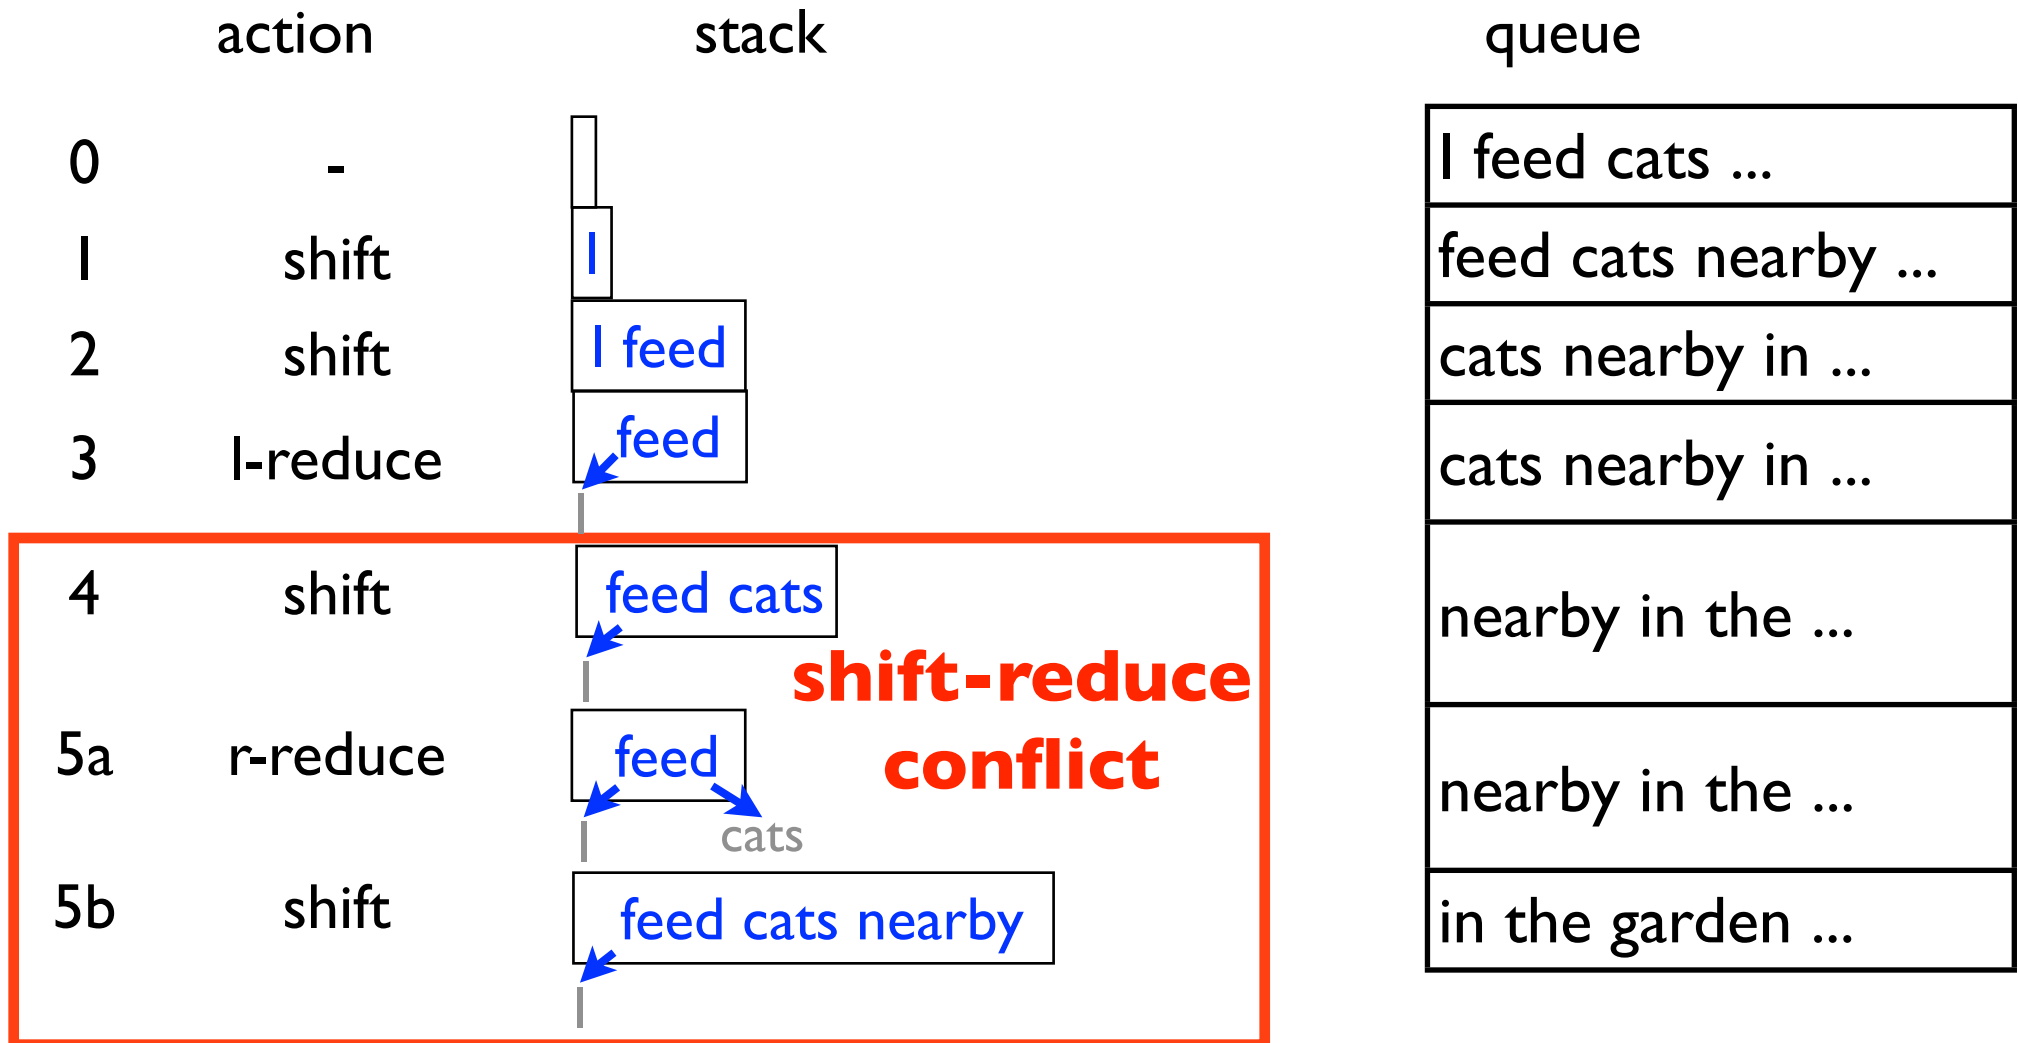 action stack queue
0 - I feed cats ...
1 shift I feed cats nearby ...
2 shift I feed cats nearby in ...
3 l-reduce feed cats nearby in ...
I
4 shift feed cats nearby in the ...
I
shift-reduce
5a r-reduce feed conflict nearby in the ...
I cats
5b shift feed cats nearby in the garden ...
I